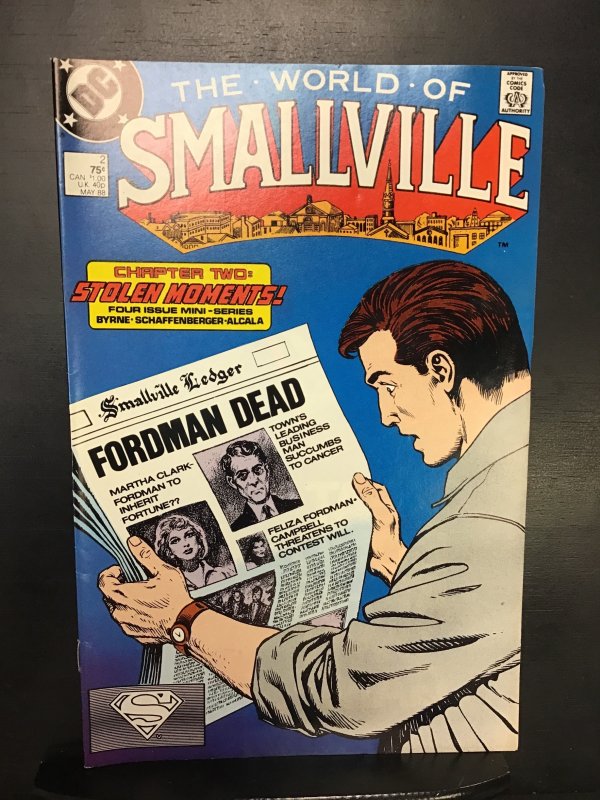 DC
THE · WORLD · OF
SMALLVILLE
TM
APPROVED
BY THE
COMICS
CODE
AUTHORITY
2
75¢
CAN $1.00
U.K. 40p
MAY 88
CHAPTER TWO:
STOLEN MOMENTS!
FOUR ISSUE MINI-SERIES
BYRNE·SCHAFFENBERGER·ALCALA
Smallville Ledger
FORDMAN DEAD
MARTHA CLARK-
FORDMAN TO
INHERIT
FORTUNE??
TOWN'S
LEADING
BUSINESS
MAN
SUCCUMBS
TO CANCER
FELIZA FORDMAN-
CAMPBELL
THREATENS TO
CONTEST WILL.
S